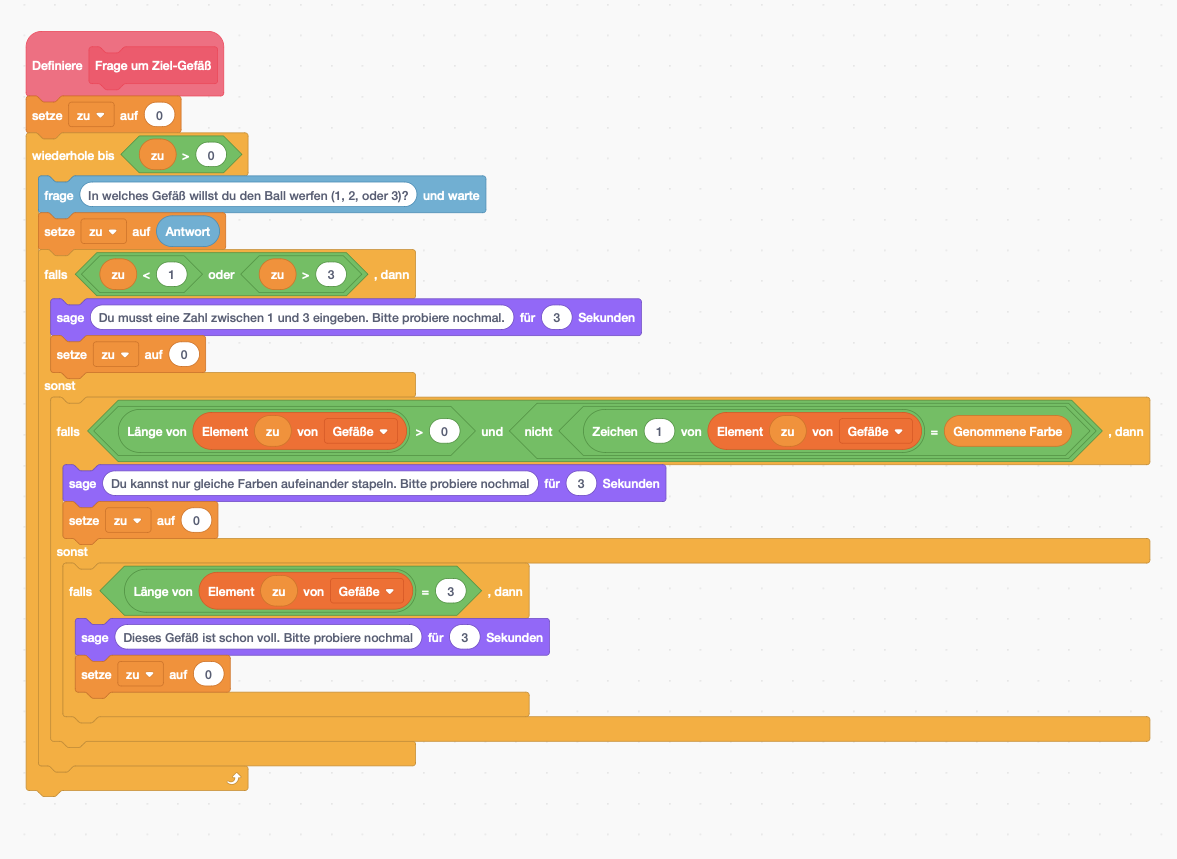 Definiere Frage um Ziel-Gefäß
setze zu auf 0
wiederhole bis zu > 0
frage In welches Gefäß willst du den Ball werfen (1, 2, oder 3)? und warte
setze zu auf Antwort
falls zu < 1 oder zu > 3 , dann
sage Du musst eine Zahl zwischen 1 und 3 eingeben. Bitte probiere nochmal. für 3 Sekunden
setze zu auf 0
sonst
falls Länge von Element zu von Gefäße > 0 und nicht Zeichen 1 von Element zu von Gefäße = Genommene Farbe , dann
sage Du kannst nur gleiche Farben aufeinander stapeln. Bitte probiere nochmal für 3 Sekunden
setze zu auf 0
sonst
falls Länge von Element zu von Gefäße = 3 , dann
sage Dieses Gefäß ist schon voll. Bitte probiere nochmal für 3 Sekunden
setze zu auf 0